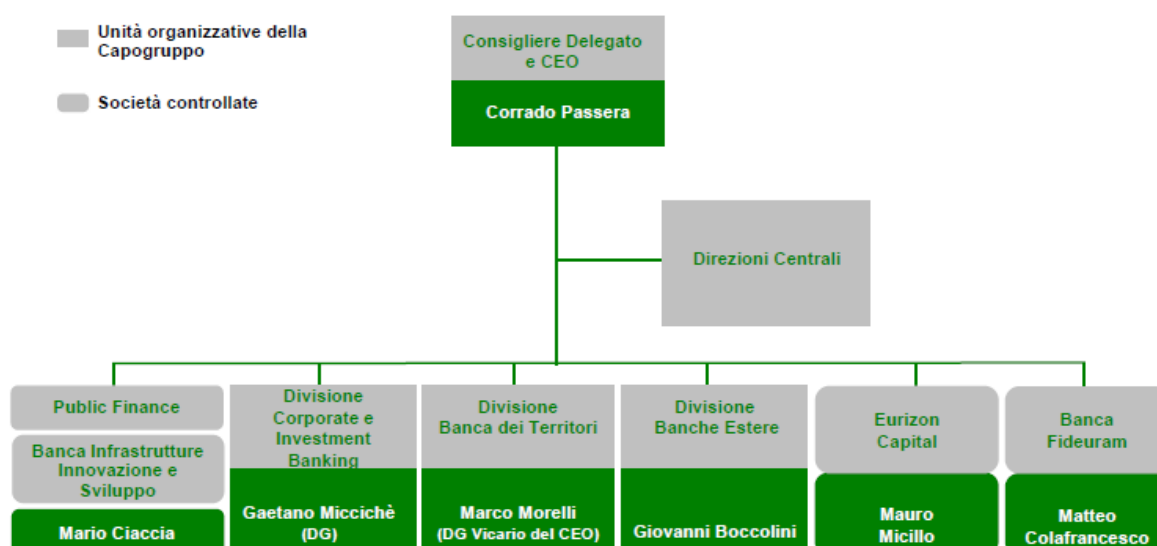 Unità organizzative della
Capogruppo
Società controllate
Consigliere Delegato
e CEO
Corrado Passera
Direzioni Centrali
Public Finance
Banca Infrastrutture
Innovazione e
Sviluppo
Mario Ciaccia
Divisione
Corporate e
Investment
Banking
Gaetano Miccichè
(DG)
Divisione
Banca dei Territori
Marco Morelli
(DG Vicario del CEO)
Divisione
Banche Estere
Giovanni Boccolini
Eurizon
Capital
Mauro
Micillo
Banca
Fideuram
Matteo
Colafrancesco